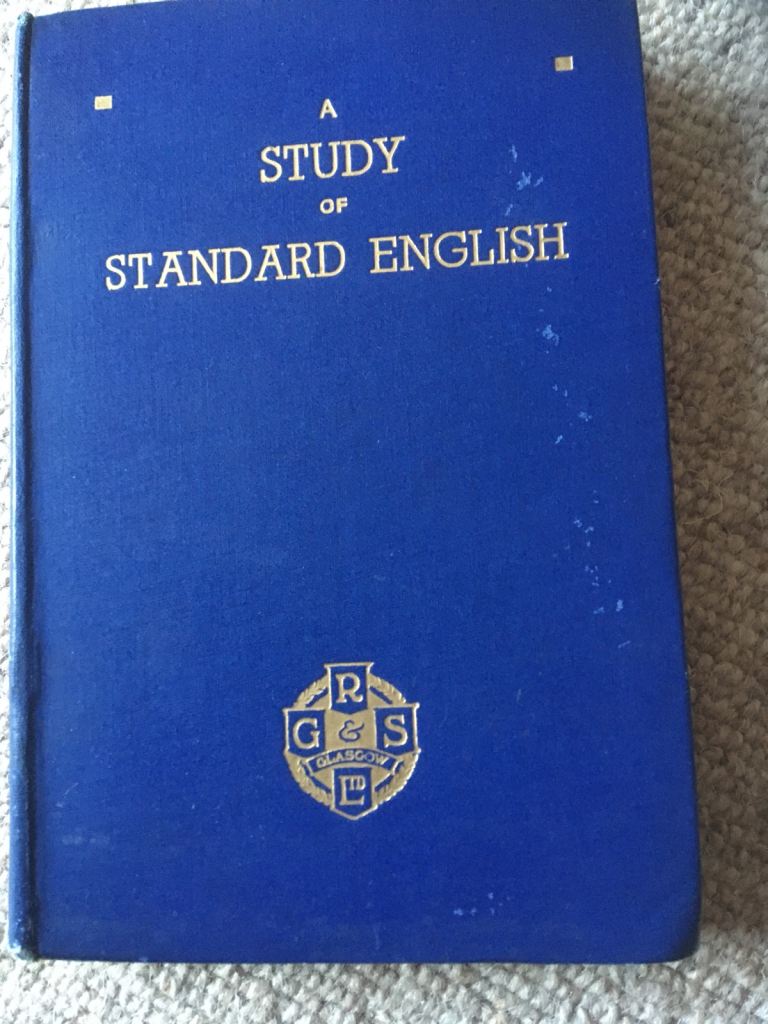 A
STUDY
OF
STANDARD ENGLISH
R
G & S
GLASGOW
LTD